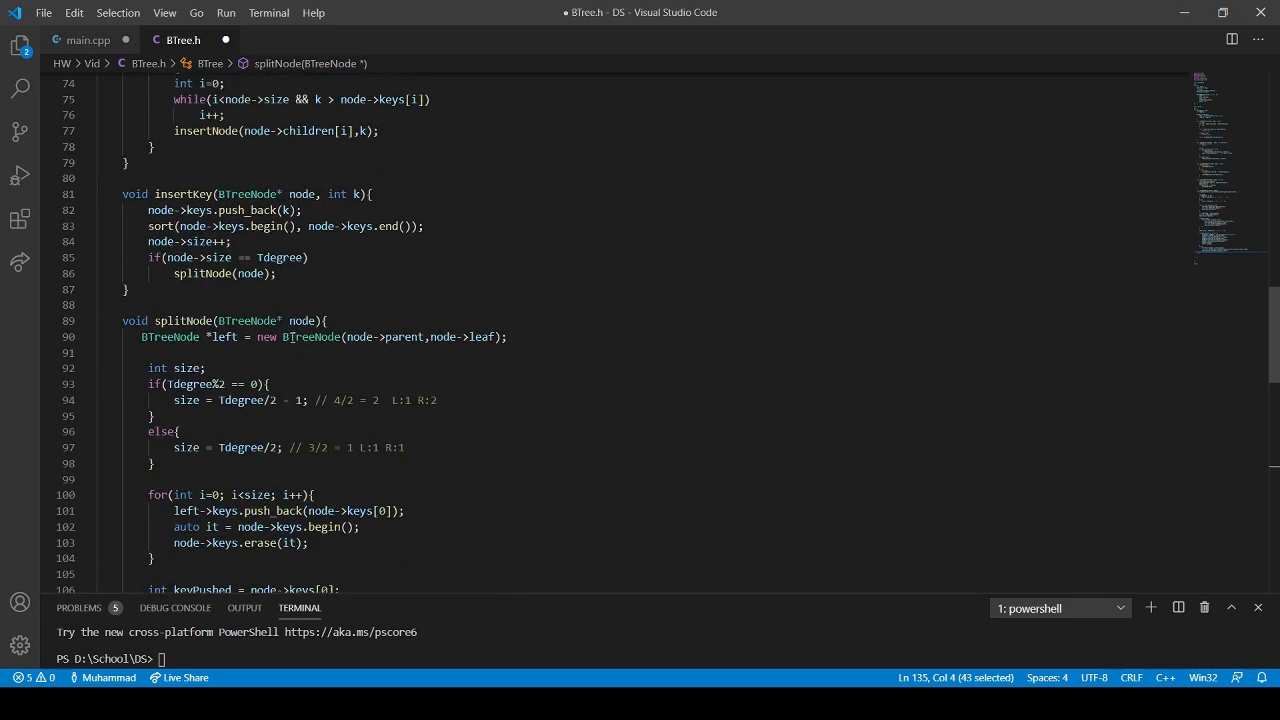 File Edit Selection View Go Run Terminal Help ● BTree.h - DS - Visual Studio Code
main.cpp BTree.h
HW > Vid > BTree.h > BTree > splitNode(BTreeNode *)
74 int i=0;
75 while(i<node->size && k > node->keys[i])
76 i++;
77 insertNode(node->children[i],k);
78 }
79 }
80
81 void insertKey(BTreeNode* node, int k){
82 node->keys.push_back(k);
83 sort(node->keys.begin(), node->keys.end());
84 node->size++;
85 if(node->size == Tdegree)
86 splitNode(node);
87 }
88
89 void splitNode(BTreeNode* node){
90 BTreeNode *left = new BTreeNode(node->parent,node->leaf);
91
92 int size;
93 if(Tdegree%2 == 0){
94 size = Tdegree/2 - 1; // 4/2 = 2 L:1 R:2
95 }
96 else{
97 size = Tdegree/2; // 3/2 = 1 L:1 R:1
98 }
99
100 for(int i=0; i<size; i++){
101 left->keys.push_back(node->keys[0]);
102 auto it = node->keys.begin();
103 node->keys.erase(it);
104 }
105
106 int keyPushed = node->keys[0];
2
PROBLEMS 5 DEBUG CONSOLE OUTPUT TERMINAL 1: powershell
Try the new cross-platform PowerShell https://aka.ms/pscore6
PS D:\School\DS>
5 0 Muhammad Live Share Ln 135, Col 4 (43 selected) Spaces: 4 UTF-8 CRLF C++ Win32